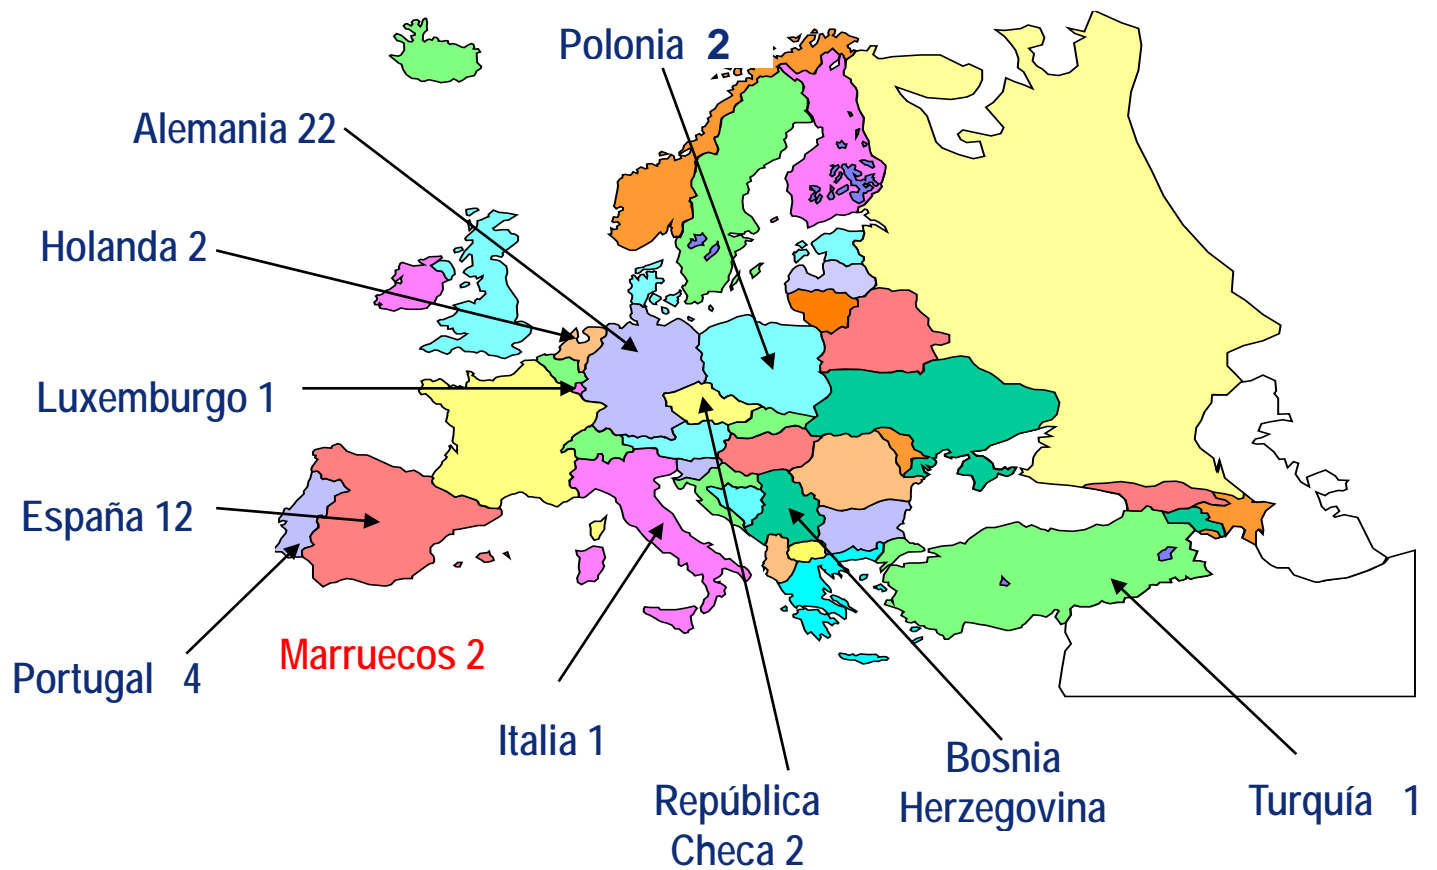 Polonia 2
Alemania 22
Holanda 2
Luxemburgo 1
España 12
Marruecos 2
Portugal 4
Italia 1
República
Checa 2
Bosnia
Herzegovina
Turquía 1